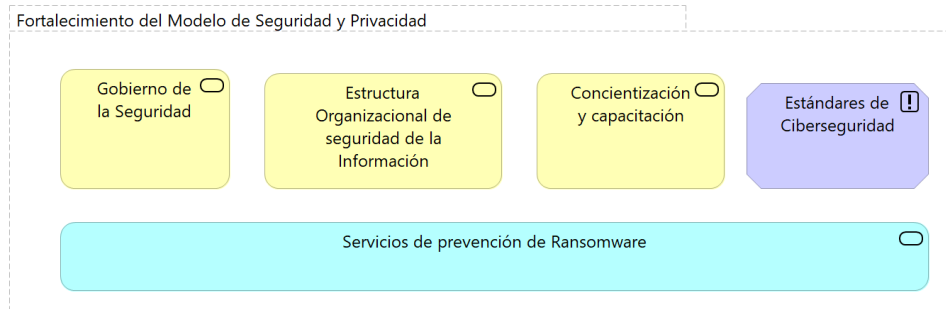 Fortalecimiento del Modelo de Seguridad y Privacidad
Gobierno de
la Seguridad
Estructura
Organizacional de
seguridad de la
Información
Concientización
y capacitación
Estándares de
Ciberseguridad
Servicios de prevención de Ransomware